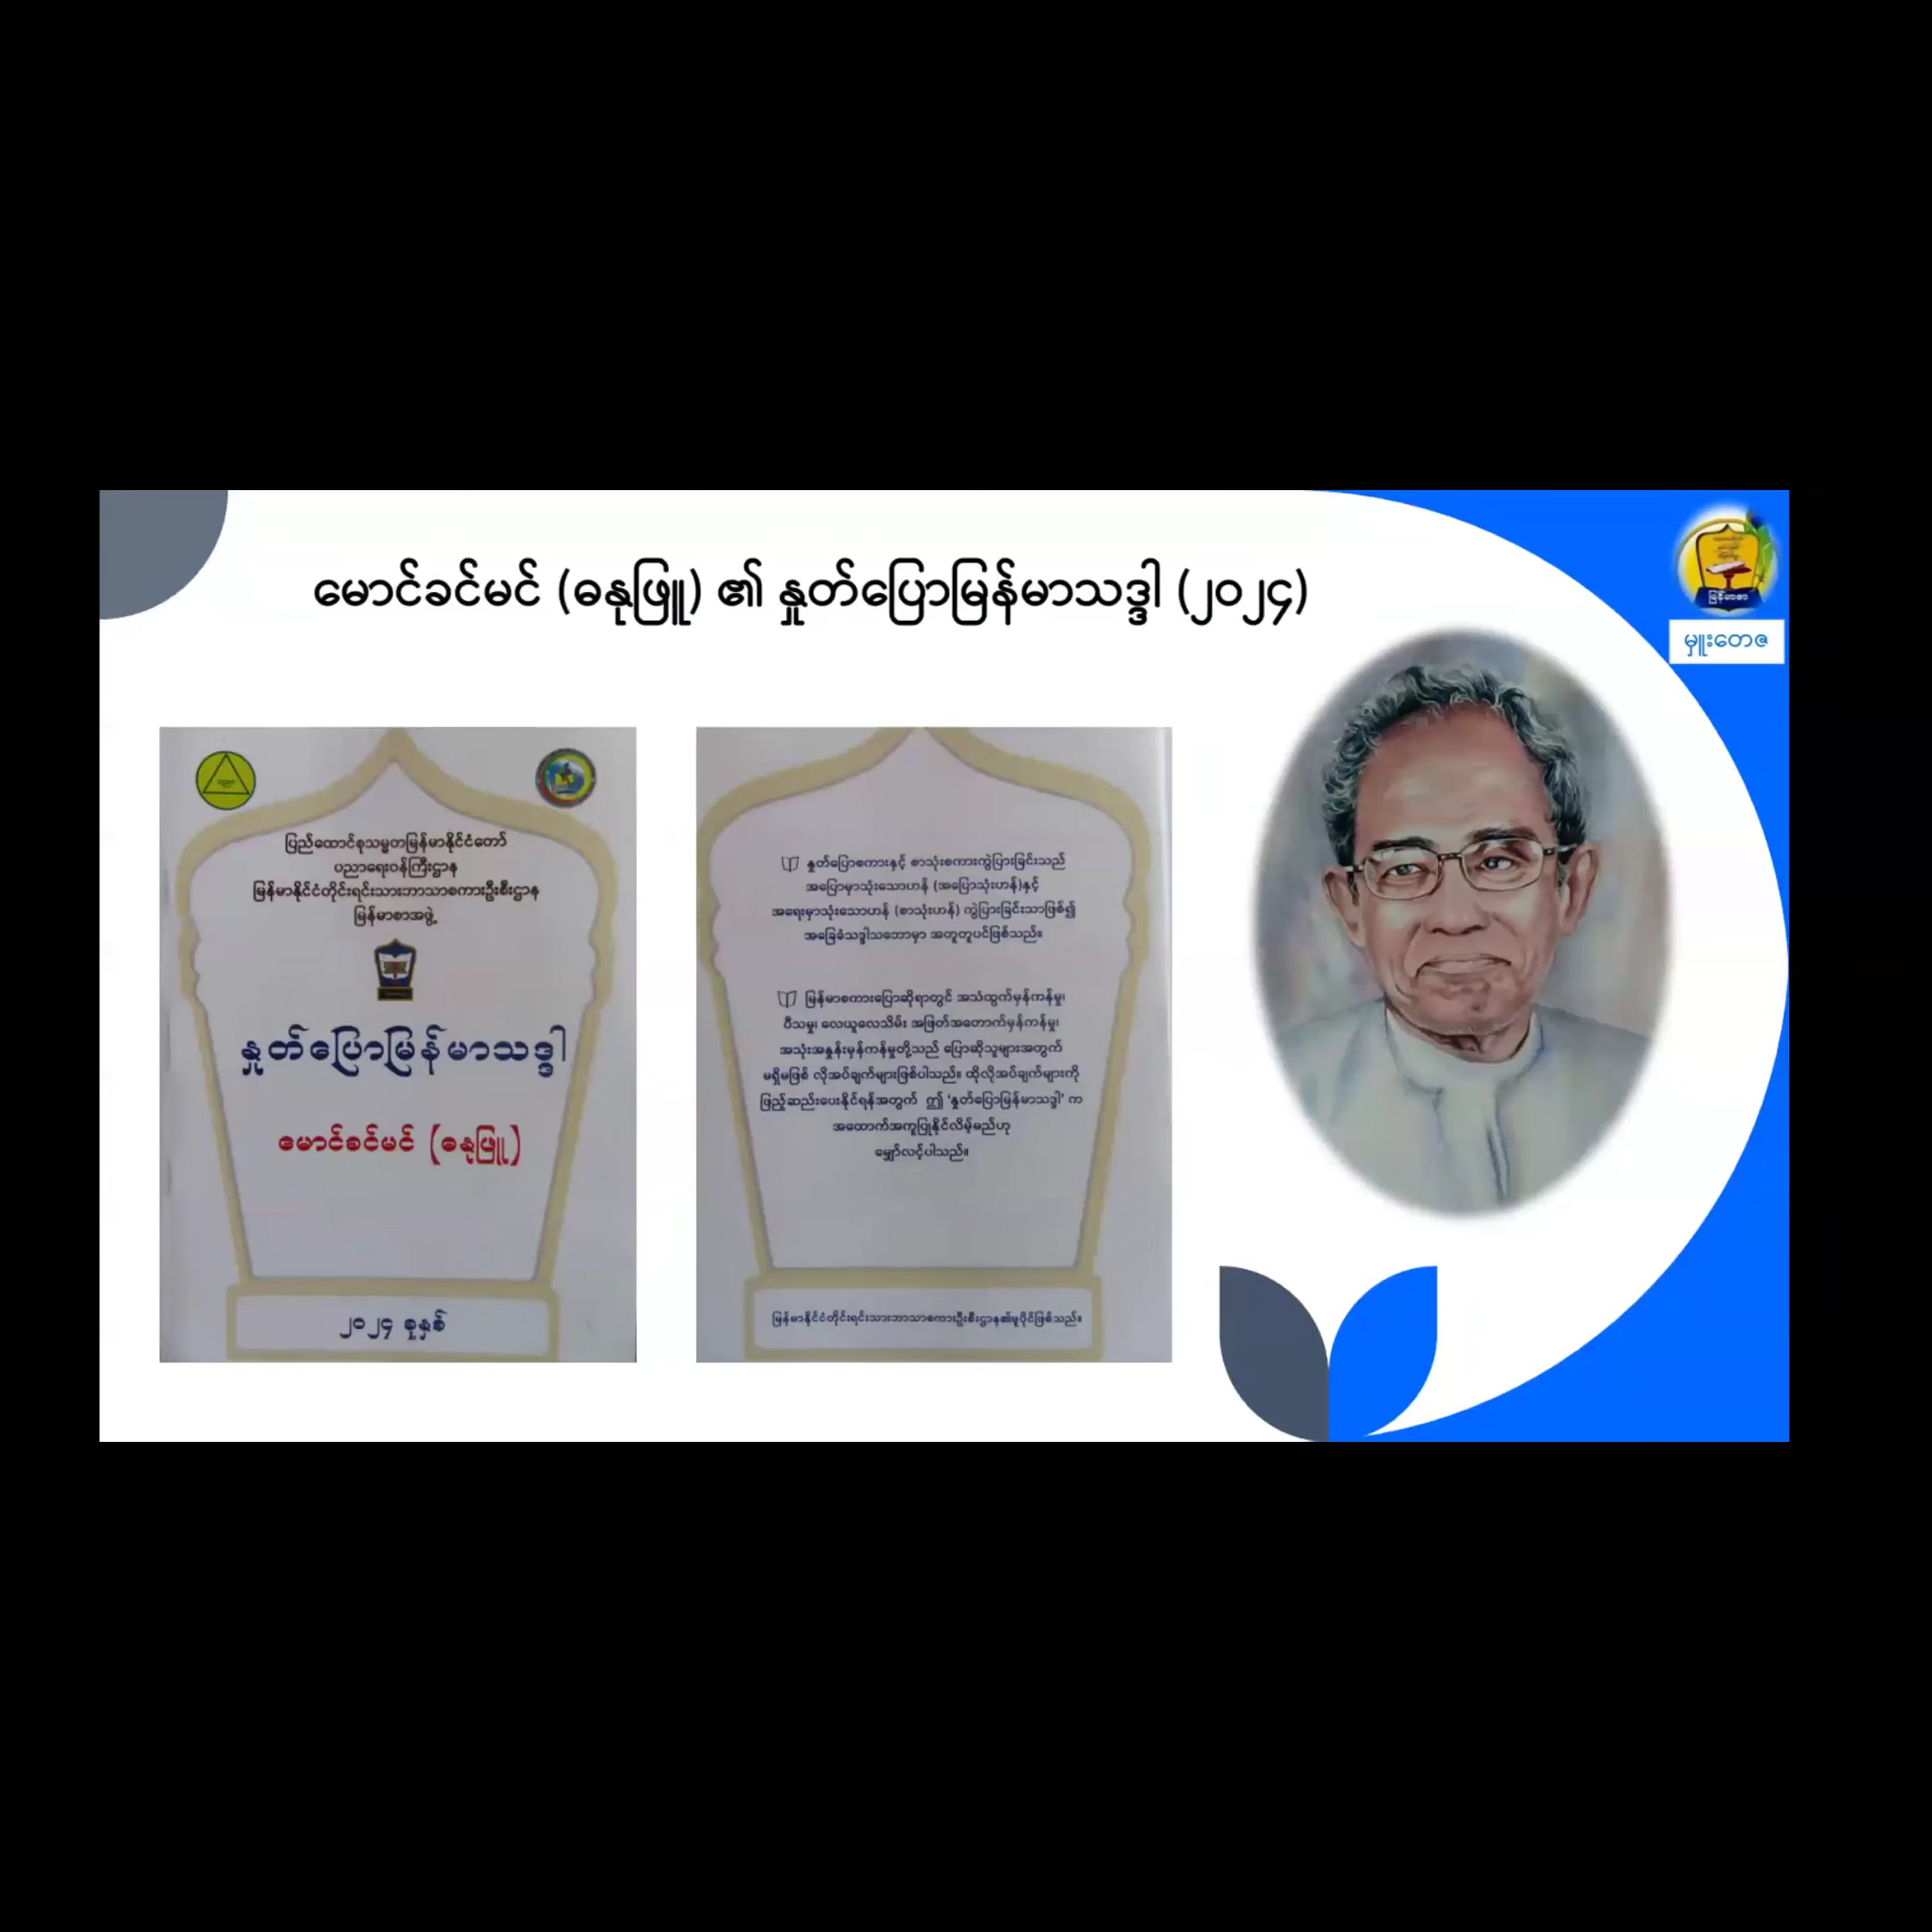 မောင်ခင်မင် (ဓနုဖြူ) ၏ နှုတ်ပြောမြန်မာသဒ္ဒါ (၂၀၂၄)
မြန်မာစာ
မှူးတေဇ
ပြည်ထောင်စုသမ္မတမြန်မာနိုင်ငံတော်
ပညာရေးဝန်ကြီးဌာန
မြန်မာနိုင်ငံတိုင်းရင်းသားဘာသာစကားဦးစီးဌာန
မြန်မာစာအဖွဲ့
နှုတ်ပြောမြန်မာသဒ္ဒါ
မောင်ခင်မင် (ဓနုဖြူ)
၂၀၂၄ ခုနှစ်
နှုတ်ပြောစကားနှင့် စာသုံးစကားကွဲပြားခြင်းသည်
အပြောမှာသုံးသောဟန် (အပြောသုံးဟန်)နှင့်
အရေးမှာသုံးသောဟန် (စာသုံးဟန်) ကွဲပြားခြင်းသာဖြစ်၍
အခြေခံသဒ္ဒါသဘောမှာ အတူတူပင်ဖြစ်သည်။
မြန်မာစကားပြောဆိုရာတွင် အသံထွက်မှန်ကန်မှု၊
ပီသမှု၊ လေယူလေသိမ်း အဖြတ်အတောက်မှန်ကန်မှု၊
အသုံးအနှုန်းမှန်ကန်မှုတို့သည် ပြောဆိုသူများအတွက်
မရှိမဖြစ် လိုအပ်ချက်များဖြစ်ပါသည်။ ထိုလိုအပ်ချက်များကို
ဖြည့်ဆည်းပေးနိုင်ရန်အတွက် ဤ 'နှုတ်ပြောမြန်မာသဒ္ဒါ' က
အထောက်အကူပြုနိုင်လိမ့်မည်ဟု
မျှော်လင့်ပါသည်။
မြန်မာနိုင်ငံတိုင်းရင်းသားဘာသာစကားဦးစီးဌာန၏မူပိုင်ဖြစ်သည်။